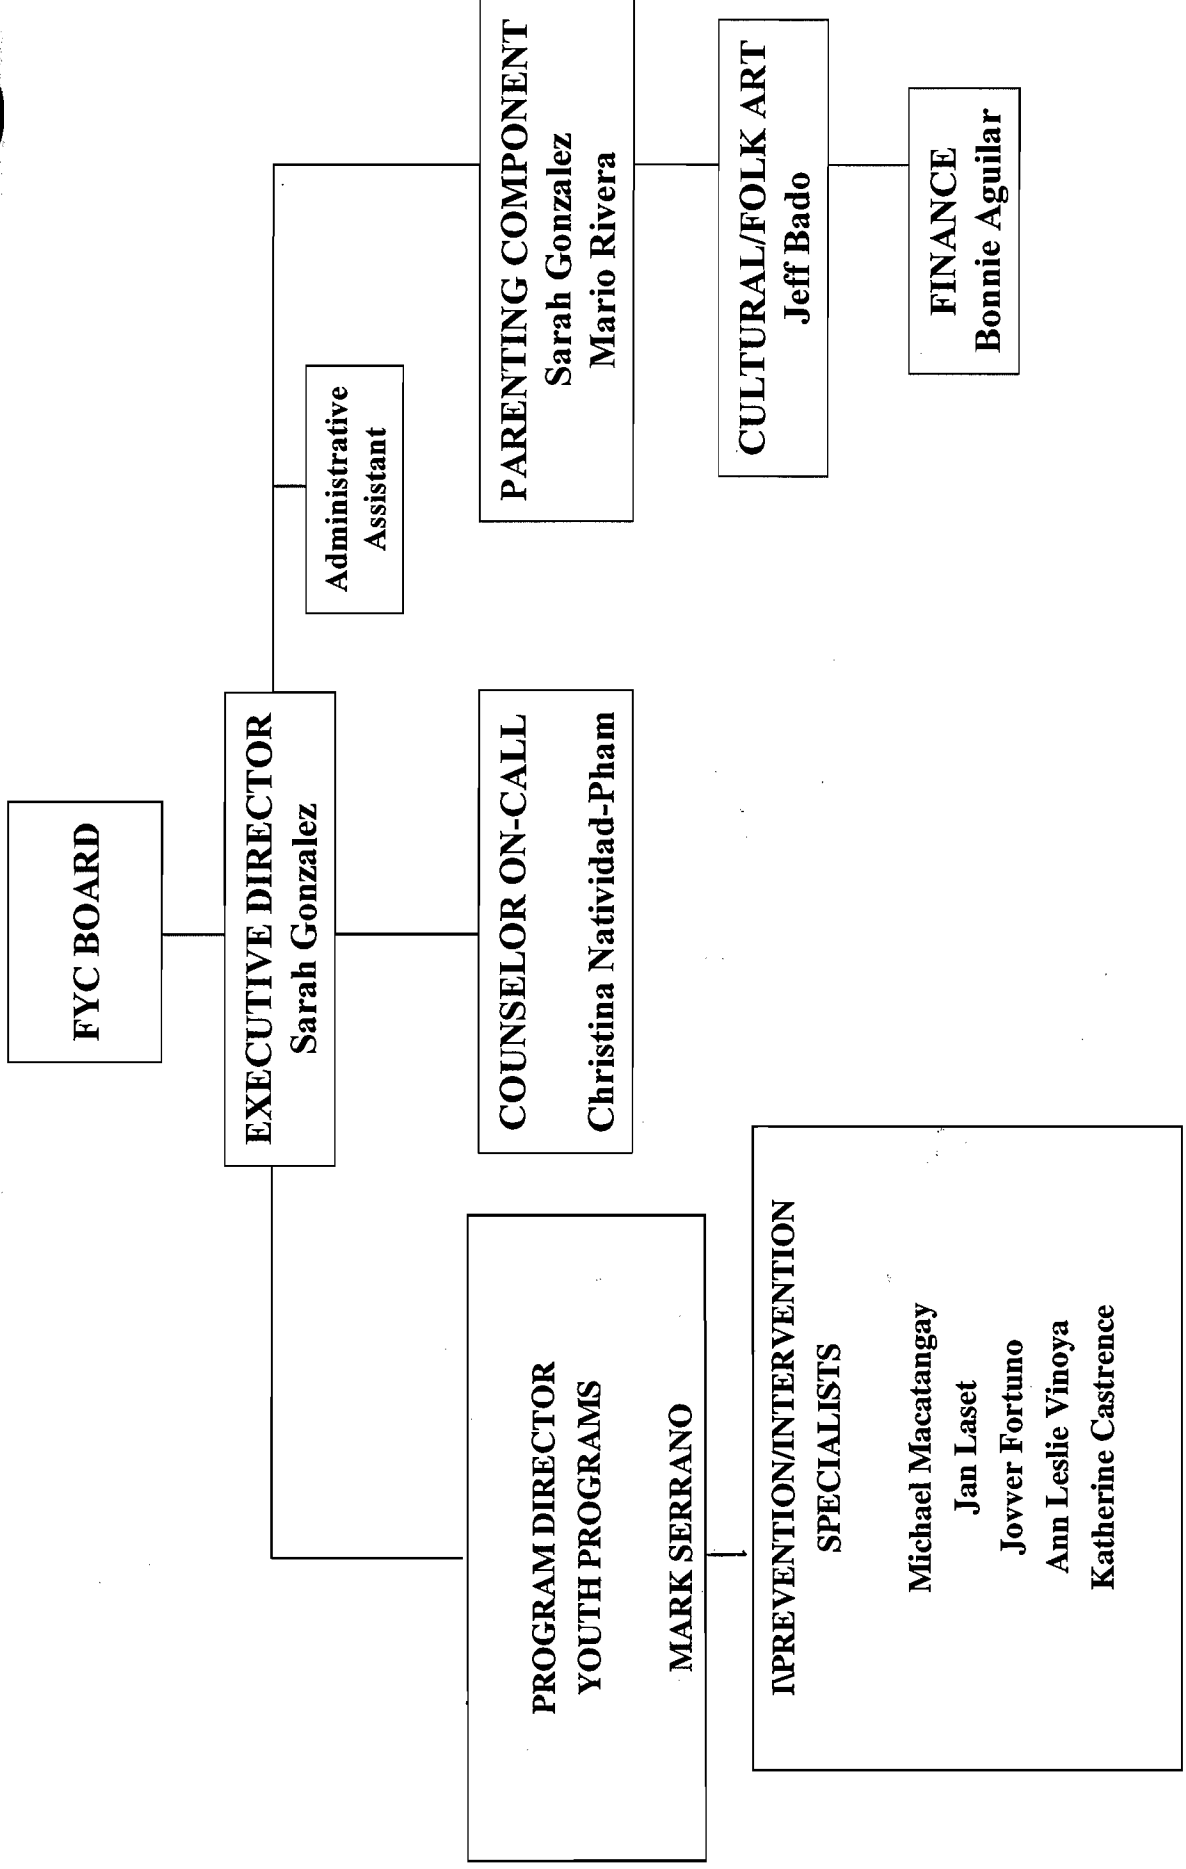 FYC BOARD
EXECUTIVE DIRECTOR
Sarah Gonzalez
Administrative
Assistant
PROGRAM DIRECTOR
YOUTH PROGRAMS
MARK SERRANO
COUNSELOR ON-CALL
Christina Natividad-Pham
PARENTING COMPONENT
Sarah Gonzalez
Mario Rivera
I\PREVENTION/INTERVENTION
SPECIALISTS
Michael Macatangay
Jan Laset
Jovver Fortuno
Ann Leslie Vinoya
Katherine Castrence
CULTURAL/FOLK ART
Jeff Bado
FINANCE
Bonnie Aguilar